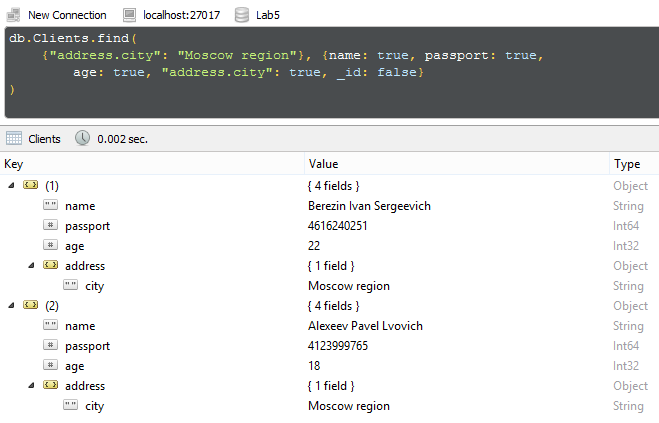 New Connection localhost:27017 Lab5
db.Clients.find(
{"address.city": "Moscow region"}, {name: true, passport: true,
age: true, "address.city": true, _id: false}
)
Clients 0.002 sec.
Key Value Type
(1) { 4 fields } Object
name Berezin Ivan Sergeevich String
passport 4616240251 Int64
age 22 Int32
address { 1 field } Object
city Moscow region String
(2) { 4 fields } Object
name Alexeev Pavel Lvovich String
passport 4123999765 Int64
age 18 Int32
address { 1 field } Object
city Moscow region String